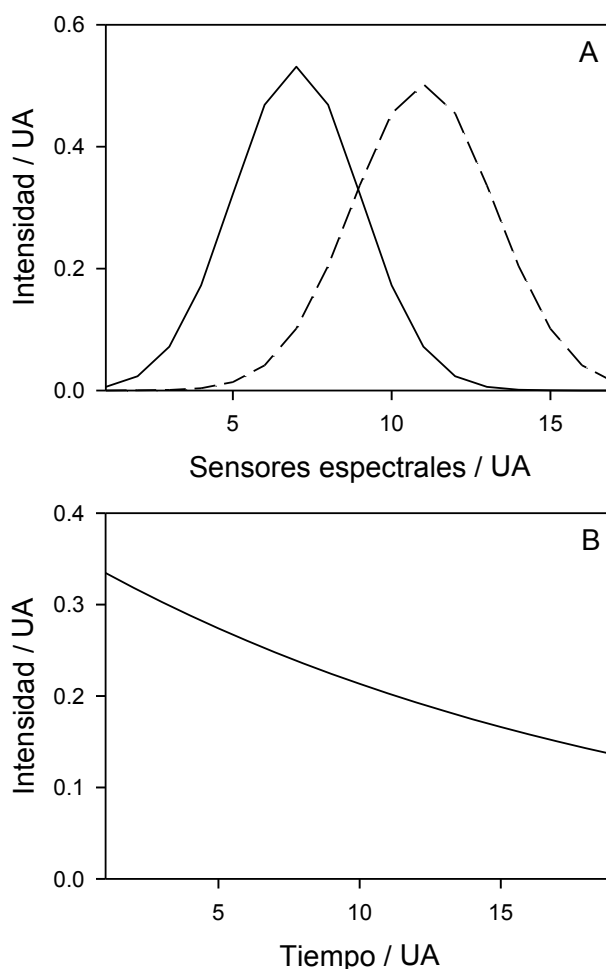 A
0.6
0.4
0.2
0.0
Intensidad / UA
5 10 15
Sensores espectrales / UA
B
0.4
0.3
0.2
0.1
0.0
Intensidad / UA
5 10 15
Tiempo / UA